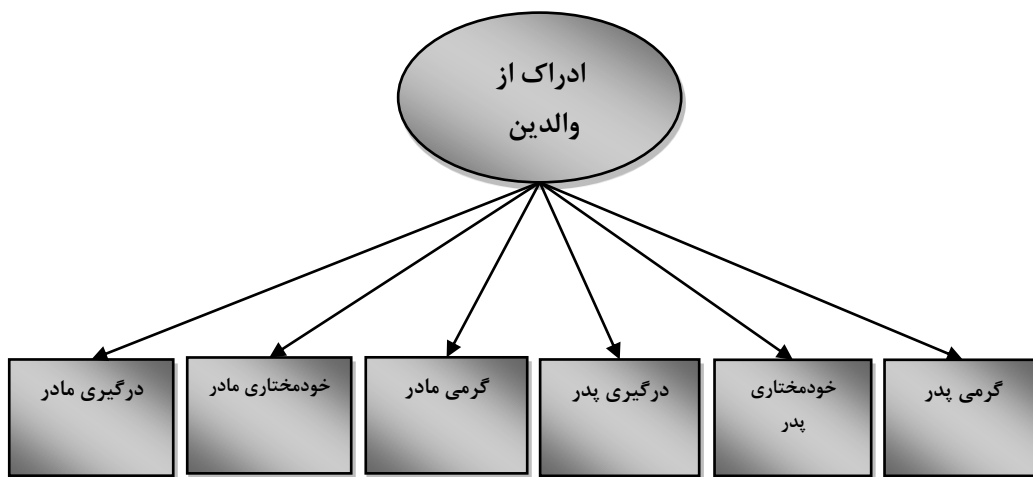 ادراک از
والدین
گرمی پدر
خودمختاری
پدر
درگیری پدر
گرمی مادر
خودمختاری مادر
درگیری مادر